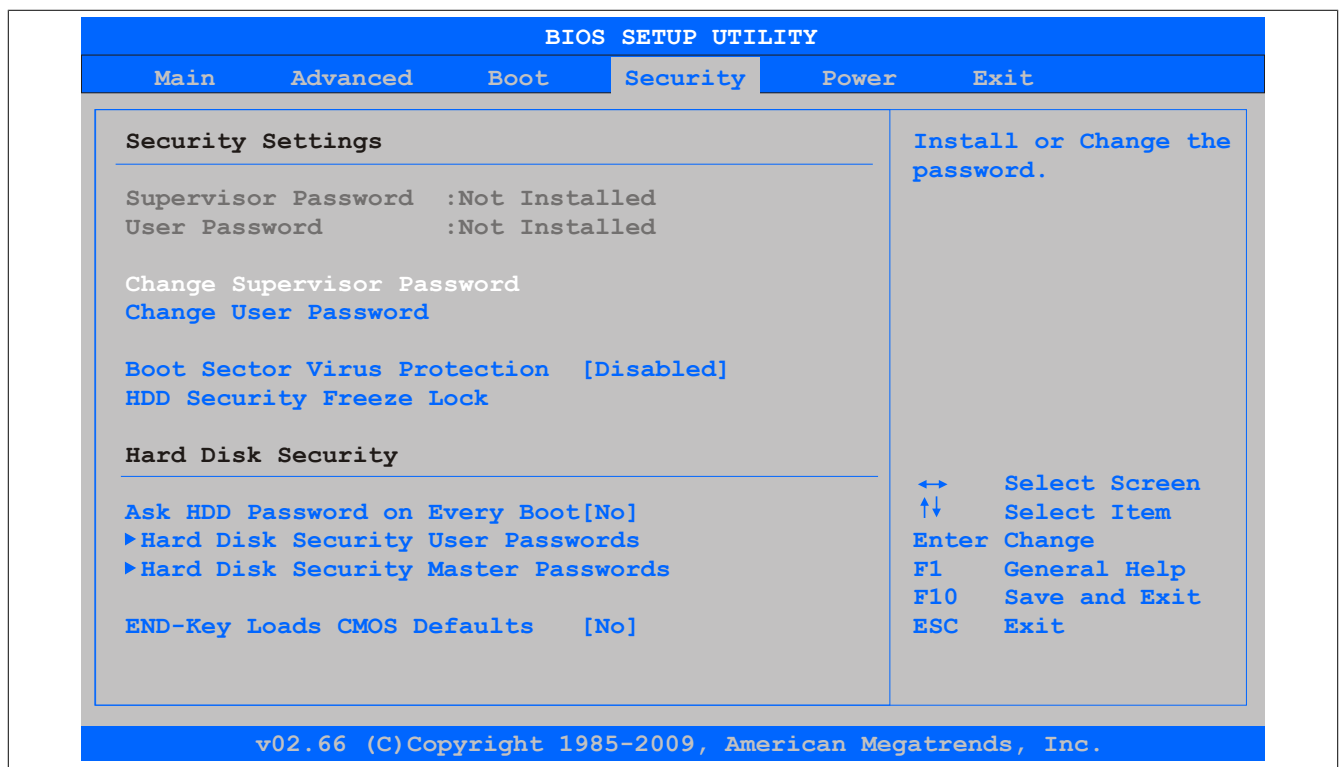 BIOS SETUP UTILITY
Main Advanced Boot Security Power Exit
Security Settings
Supervisor Password :Not Installed
User Password :Not Installed
Change Supervisor Password
Change User Password
Boot Sector Virus Protection [Disabled]
HDD Security Freeze Lock
Hard Disk Security
Ask HDD Password on Every Boot[No]
▶Hard Disk Security User Passwords
▶Hard Disk Security Master Passwords
END-Key Loads CMOS Defaults [No]
Install or Change the
password.
↔ Select Screen
↑↓ Select Item
Enter Change
F1 General Help
F10 Save and Exit
ESC Exit
v02.66 (C)Copyright 1985-2009, American Megatrends, Inc.